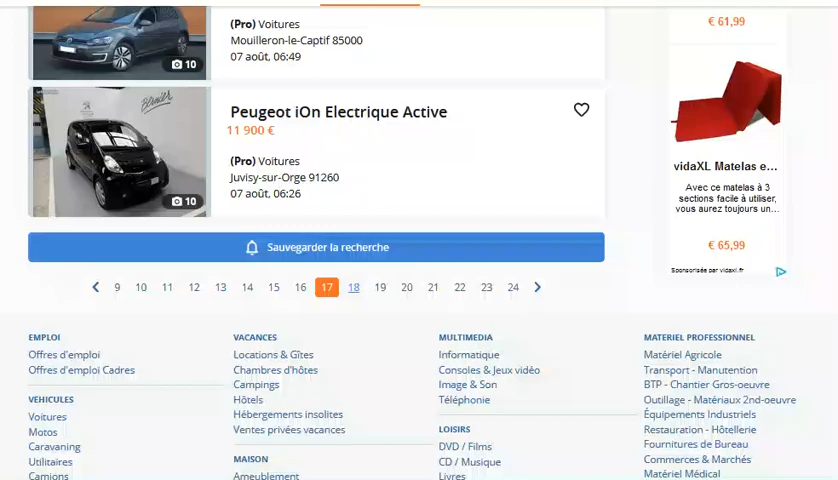 (Pro) Voitures
Mouilleron-le-Captif 85000
07 août, 06:49
10
Peugeot iOn Electrique Active
11 900 €
(Pro) Voitures
Juvisy-sur-Orge 91260
07 août, 06:26
10
Sauvegarder la recherche
9 10 11 12 13 14 15 16 17 18 19 20 21 22 23 24
€ 61,99
vidaXL Matelas e...
Avec ce matelas à 3
sections facile à utiliser,
vous aurez toujours un...
€ 65,99
Sponsorisée par vidaxl.fr
EMPLOI
Offres d'emploi
Offres d'emploi Cadres
VÉHICULES
Voitures
Motos
Caravaning
Utilitaires
Camions
VACANCES
Locations & Gîtes
Chambres d'hôtes
Campings
Hôtels
Hébergements insolites
Ventes privées vacances
MAISON
Ameublement
MULTIMEDIA
Informatique
Consoles & Jeux vidéo
Image & Son
Téléphonie
LOISIRS
DVD / Films
CD / Musique
Livres
MATERIEL PROFESSIONNEL
Matériel Agricole
Transport - Manutention
BTP - Chantier Gros-oeuvre
Outillage - Matériaux 2nd-oeuvre
Équipements Industriels
Restauration - Hôtellerie
Fournitures de Bureau
Commerces & Marchés
Matériel Médical